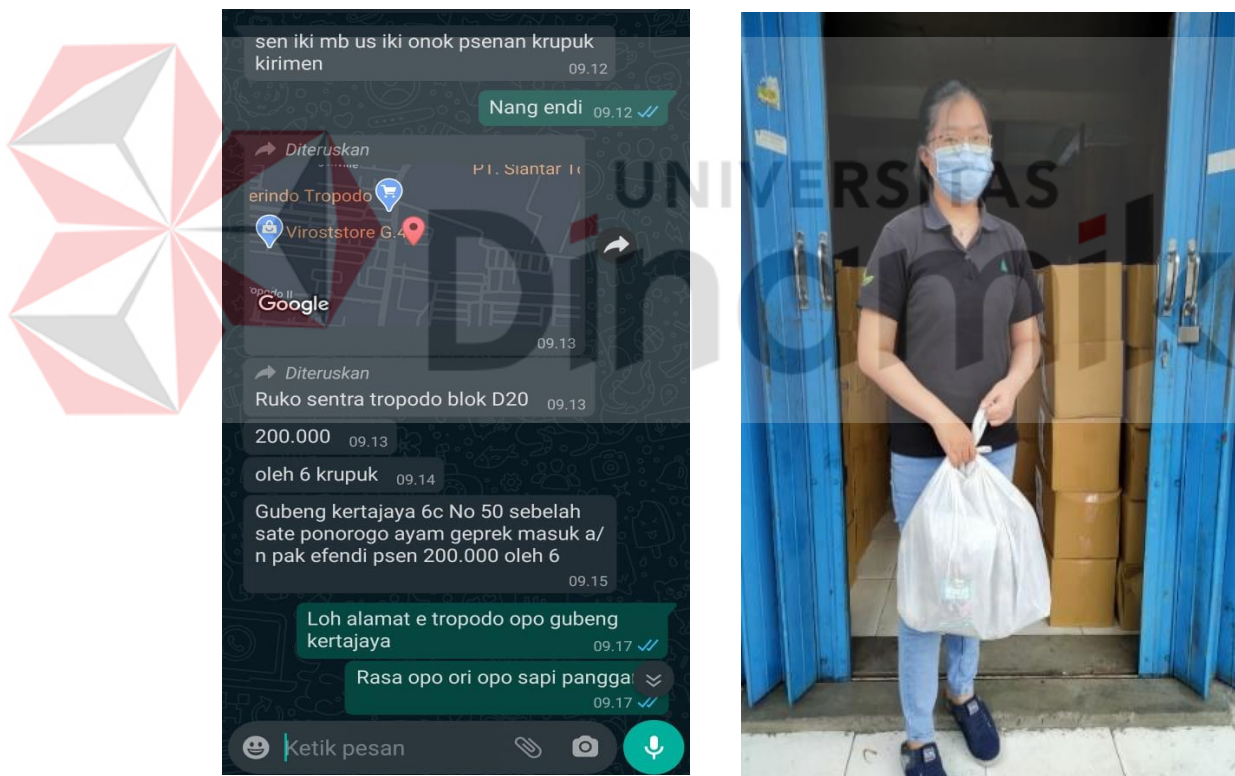 sen iki mb us iki onok psenan krupuk
kirimen
09.12
Nang endi 09.12
Diteruskan
PT. Siantar
erindo Tropodo
Viroststore G.4
Google
09.13
Diteruskan
Ruko sentra tropodo blok D20 09.13
200.000 09.13
oleh 6 krupuk 09.14
Gubeng kertajaya 6c No 50 sebelah
sate ponorogo ayam geprek masuk a/
n pak efendi psen 200.000 oleh 6
09.15
Loh alamat e tropodo opo gubeng
kertajaya 09.17
Rasa opo ori opo sapi pangga
09.17
Ketik pesan
UNIVERSITAS
Dinamika